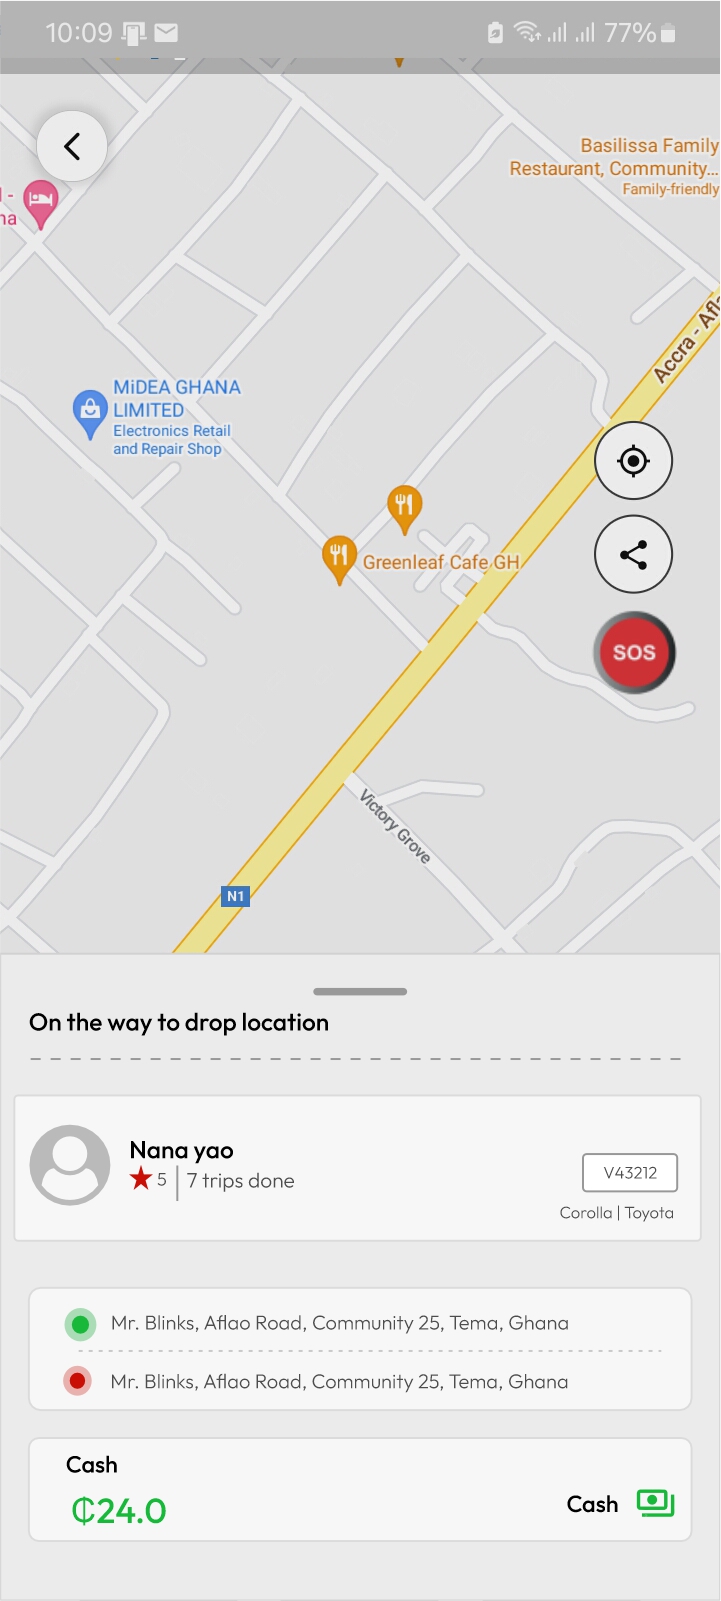 10:09
77%
Basilissa Family
Restaurant, Community...
Family-friendly
Accra - Afl
l -
na
MiDEA GHANA
LIMITED
Electronics Retail
and Repair Shop
Greenleaf Cafe GH
SOS
Victory Grove
N1
On the way to drop location
Nana yao
5 | 7 trips done
V43212
Corolla | Toyota
Mr. Blinks, Aflao Road, Community 25, Tema, Ghana
Mr. Blinks, Aflao Road, Community 25, Tema, Ghana
Cash
₵24.0
Cash